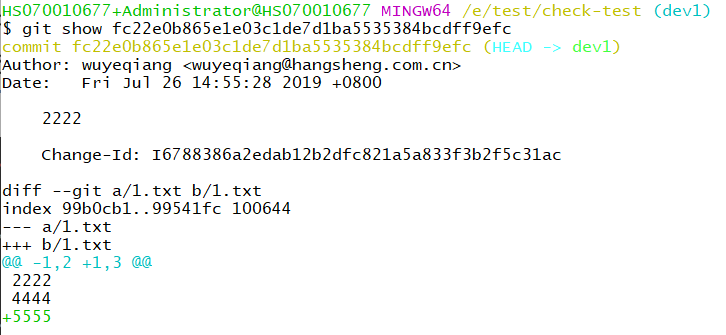 HS070010677+Administrator@HS070010677 MINGW64 /e/test/check-test (dev1)
$ git show fc22e0b865e1e03c1de7d1ba5535384bcdff9efc
commit fc22e0b865e1e03c1de7d1ba5535384bcdff9efc (HEAD -> dev1)
Author: wuyeqiang <wuyeqiang@hangsheng.com.cn>
Date:   Fri Jul 26 14:55:28 2019 +0800

    2222

    Change-Id: I6788386a2edab12b2dfc821a5a833f3b2f5c31ac

diff --git a/1.txt b/1.txt
index 99b0cb1..99541fc 100644
--- a/1.txt
+++ b/1.txt
@@ -1,2 +1,3 @@
 2222
 4444
+5555